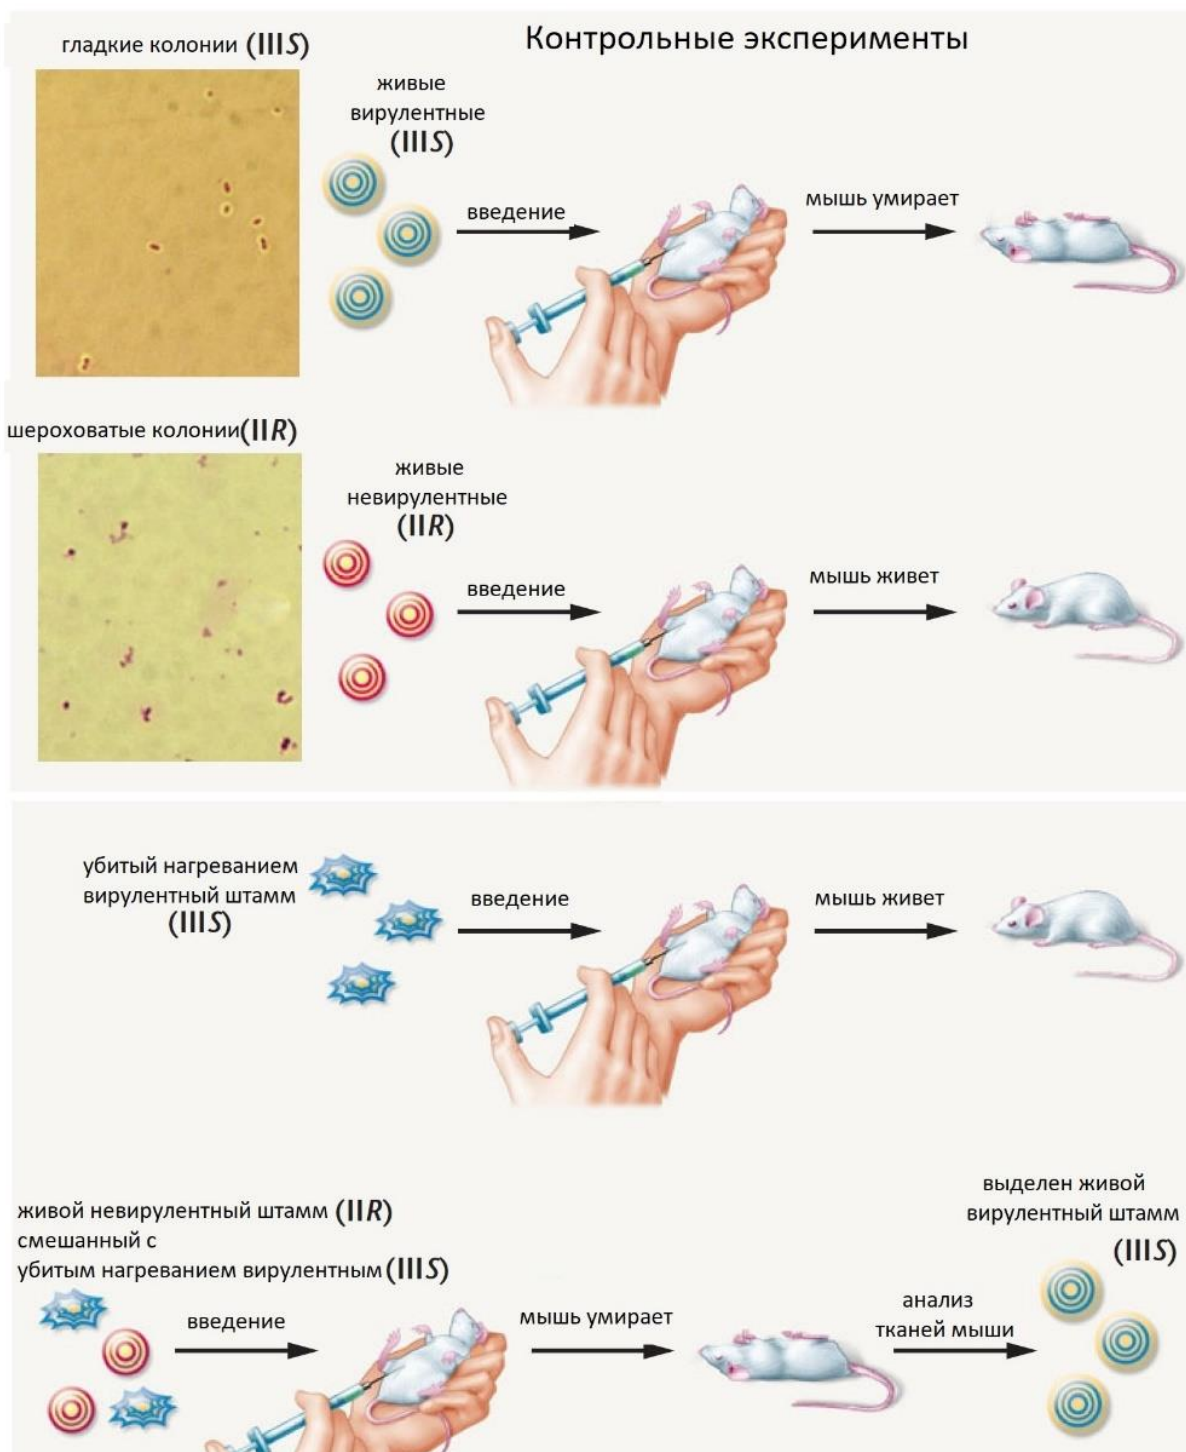 Контрольные эксперименты
гладкие колонии (IIIS)
живые
вирулентные
(IIIS)
введение
мышь умирает
шероховатые колонии(IIR)
живые
невирулентные
(IIR)
введение
мышь живет
убитый нагреванием
вирулентный штамм
(IIIS)
введение
мышь живет
живой невирулентный штамм (IIR)
смешанный с
убитым нагреванием вирулентным(IIIS)
введение
мышь умирает
анализ
тканей мыши
выделен живой
вирулентный штамм
(IIIS)